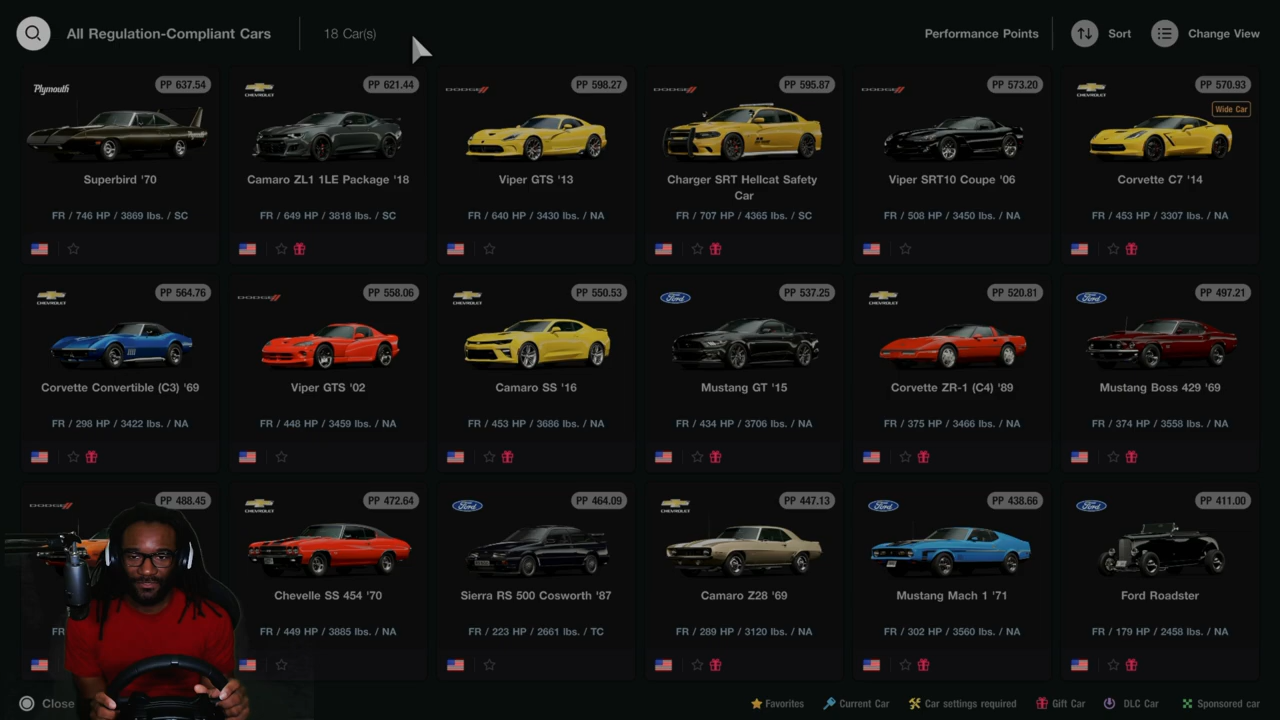 All Regulation-Compliant Cars
18 Car(s)
Performance Points
Sort
Change View
Plymouth
PP 637.54
Superbird '70
FR / 746 HP / 3869 lbs. / SC
CHEVROLET
PP 621.44
Camaro ZL1 1LE Package '18
FR / 649 HP / 3818 lbs. / SC
DODGE
PP 598.27
Viper GTS '13
FR / 640 HP / 3430 lbs. / NA
DODGE
PP 595.87
Charger SRT Hellcat Safety
Car
FR / 707 HP / 4365 lbs. / SC
DODGE
PP 573.20
Viper SRT10 Coupe '06
FR / 508 HP / 3450 lbs. / NA
CHEVROLET
PP 570.93
Wide Car
Corvette C7 '14
FR / 453 HP / 3307 lbs. / NA
CHEVROLET
PP 564.76
Corvette Convertible (C3) '69
FR / 298 HP / 3422 lbs. / NA
DODGE
PP 558.06
Viper GTS '02
FR / 448 HP / 3459 lbs. / NA
CHEVROLET
PP 550.53
Camaro SS '16
FR / 453 HP / 3686 lbs. / NA
Ford
PP 537.25
Mustang GT '15
FR / 434 HP / 3706 lbs. / NA
CHEVROLET
PP 520.81
Corvette ZR-1 (C4) '89
FR / 375 HP / 3466 lbs. / NA
Ford
PP 497.21
Mustang Boss 429 '69
FR / 374 HP / 3558 lbs. / NA
DODGE
PP 488.45
FR
CHEVROLET
PP 472.64
Chevelle SS 454 '70
FR / 449 HP / 3885 lbs. / NA
Ford
PP 464.09
Sierra RS 500 Cosworth '87
FR / 223 HP / 2661 lbs. / TC
CHEVROLET
PP 447.13
Camaro Z28 '69
FR / 289 HP / 3120 lbs. / NA
Ford
PP 438.66
Mustang Mach 1 '71
FR / 302 HP / 3560 lbs. / NA
Ford
PP 411.00
Ford Roadster
FR / 179 HP / 2458 lbs. / NA
Close
Favorites
Current Car
Car settings required
Gift Car
DLC Car
Sponsored car